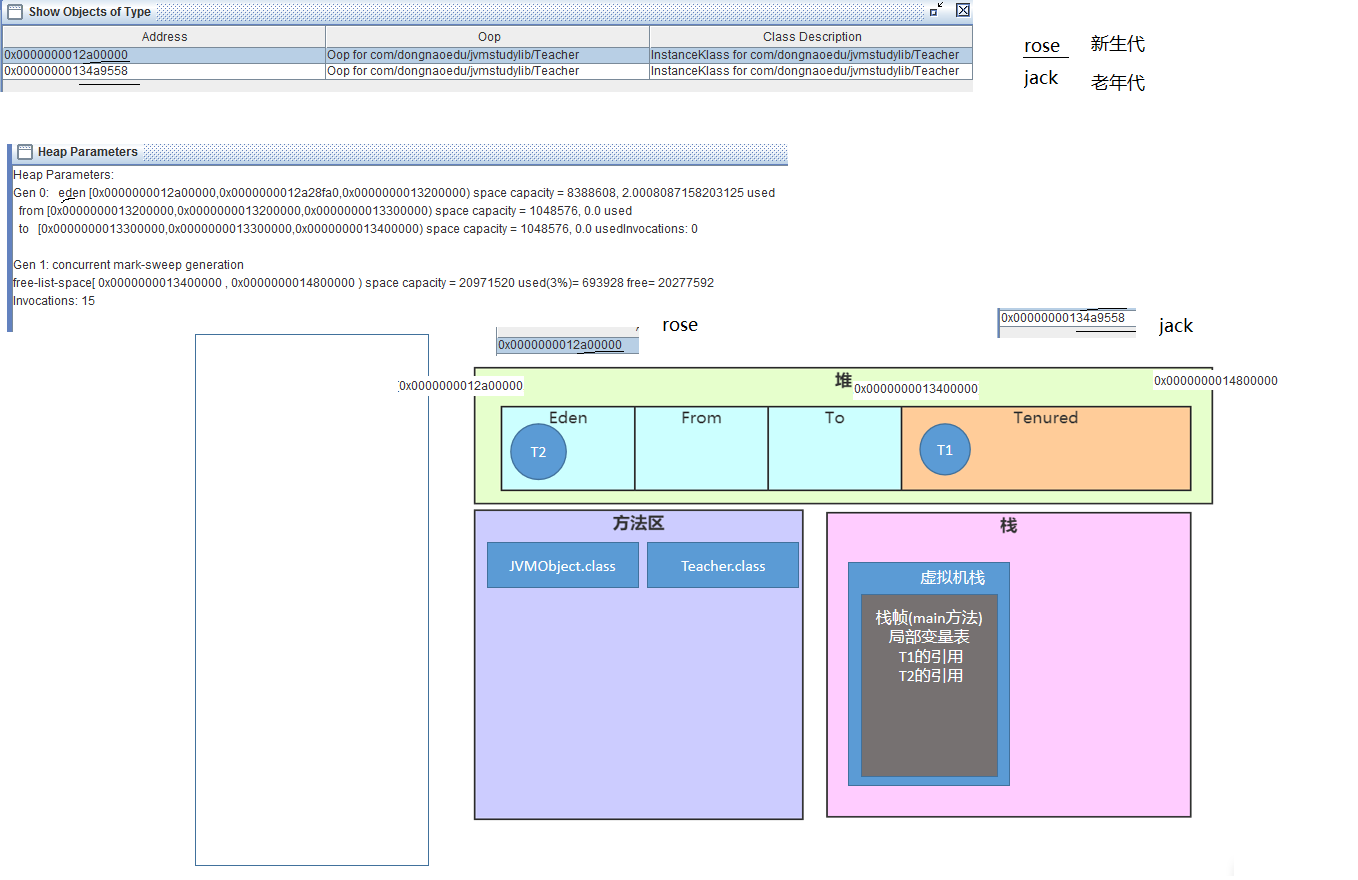 Show Objects of Type
Address Oop Class Description
0x0000000012a00000 Oop for com/dongnaoedu/jvmstudylib/Teacher InstanceKlass for com/dongnaoedu/jvmstudylib/Teacher
0x00000000134a9558 Oop for com/dongnaoedu/jvmstudylib/Teacher InstanceKlass for com/dongnaoedu/jvmstudylib/Teacher
rose 新生代
jack 老年代
Heap Parameters
Heap Parameters:
Gen 0: eden [0x0000000012a00000,0x0000000012a28fa0,0x0000000013200000) space capacity = 8388608, 2.0008087158203125 used
from [0x0000000013200000,0x0000000013200000,0x0000000013300000) space capacity = 1048576, 0.0 used
to [0x0000000013300000,0x0000000013300000,0x0000000013400000) space capacity = 1048576, 0.0 usedInvocations: 0
Gen 1: concurrent mark-sweep generation
free-list-space[ 0x0000000013400000 , 0x0000000014800000 ) space capacity = 20971520 used(3%)= 693928 free= 20277592
Invocations: 15
0x0000000012a00000 rose
0x00000000134a9558 jack
0x0000000012a00000
堆
0x0000000013400000
0x0000000014800000
Eden From To Tenured
T2 T1
方法区
JVMObject.class Teacher.class
栈
虚拟机栈
栈帧(main方法)
局部变量表
T1的引用
T2的引用